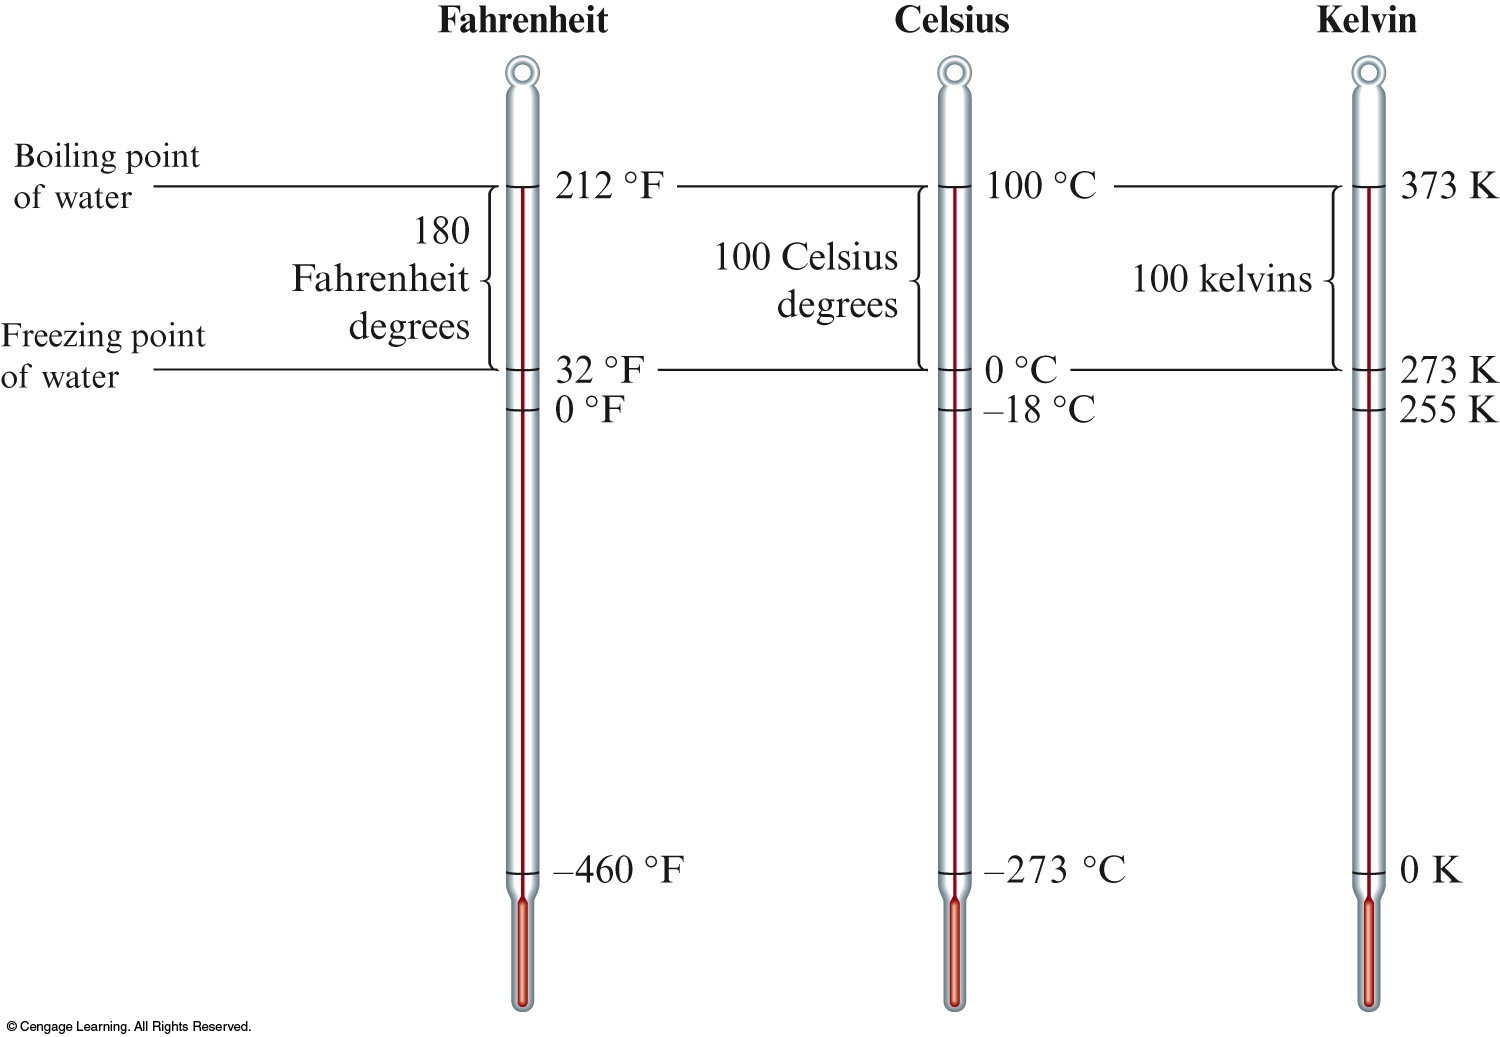 Fahrenheit
Celsius
Kelvin
Boiling point
of water
212 °F
100 °C
373 K
180
Fahrenheit
degrees
100 Celsius
degrees
100 kelvins
Freezing point
of water
32 °F
0 °C
273 K
0 °F
–18 °C
255 K
–460 °F
–273 °C
0 K
© Cengage Learning. All Rights Reserved.